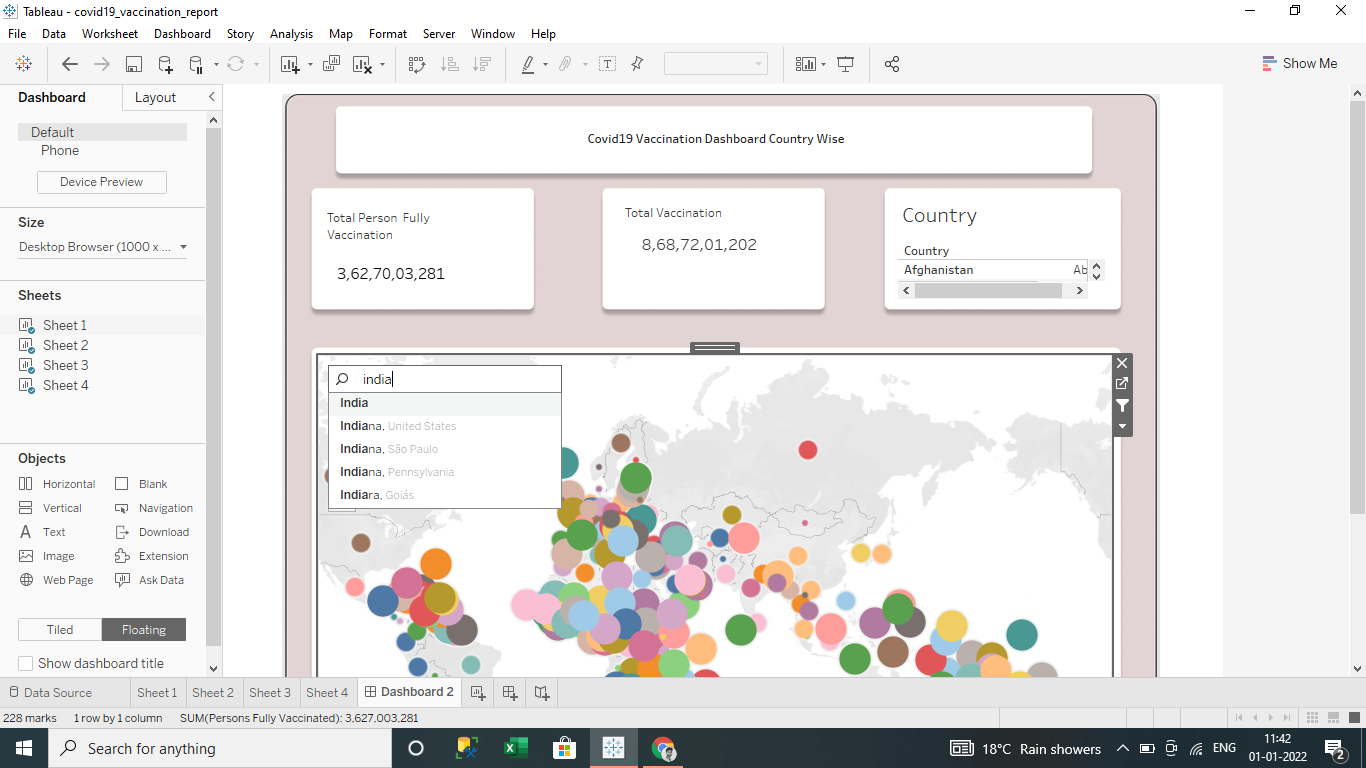 Tableau - covid19_vaccination_report
File Data Worksheet Dashboard Story Analysis Map Format Server Window Help
Show Me
Dashboard Layout
Default
Phone
Device Preview
Size
Desktop Browser (1000 x ...
Sheets
Sheet 1
Sheet 2
Sheet 3
Sheet 4
Objects
Horizontal Blank
Vertical Navigation
Text Download
Image Extension
Web Page Ask Data
Tiled Floating
Show dashboard title
Covid19 Vaccination Dashboard Country Wise
Total Person Fully
Vaccination
3,62,70,03,281
Total Vaccination
8,68,72,01,202
Country
Country
Afghanistan Ab
india
India
Indiana, United States
Indiana, São Paulo
Indiana, Pennsylvania
Indiara, Goiás
Data Source Sheet 1 Sheet 2 Sheet 3 Sheet 4 Dashboard 2
228 marks 1 row by 1 column SUM(Persons Fully Vaccinated): 3,627,003,281
Search for anything
18°C Rain showers
ENG
11:42
01-01-2022
2